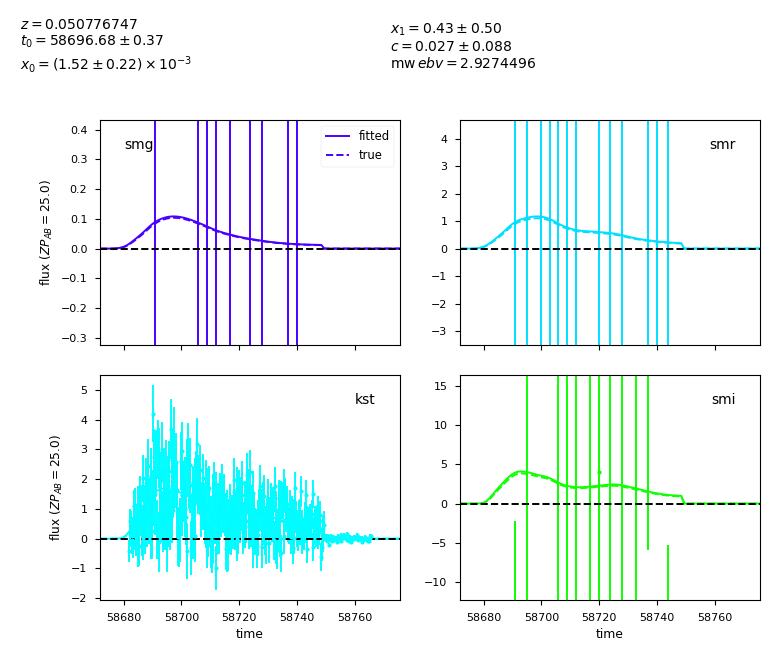 z = 0.050776747
t₀ = 58696.68 ± 0.37
x₀ = (1.52 ± 0.22) × 10⁻³
x₁ = 0.43 ± 0.50
c = 0.027 ± 0.088
mw ebv = 2.9274496
smg
fitted
true
0.4
0.3
0.2
0.1
0.0
−0.1
−0.2
−0.3
flux (ZP_AB = 25.0)
smr
4
3
2
1
0
−1
−2
−3
kst
5
4
3
2
1
0
−1
−2
flux (ZP_AB = 25.0)
58680 58700 58720 58740 58760
time
smi
15
10
5
0
−5
−10
58680 58700 58720 58740 58760
time